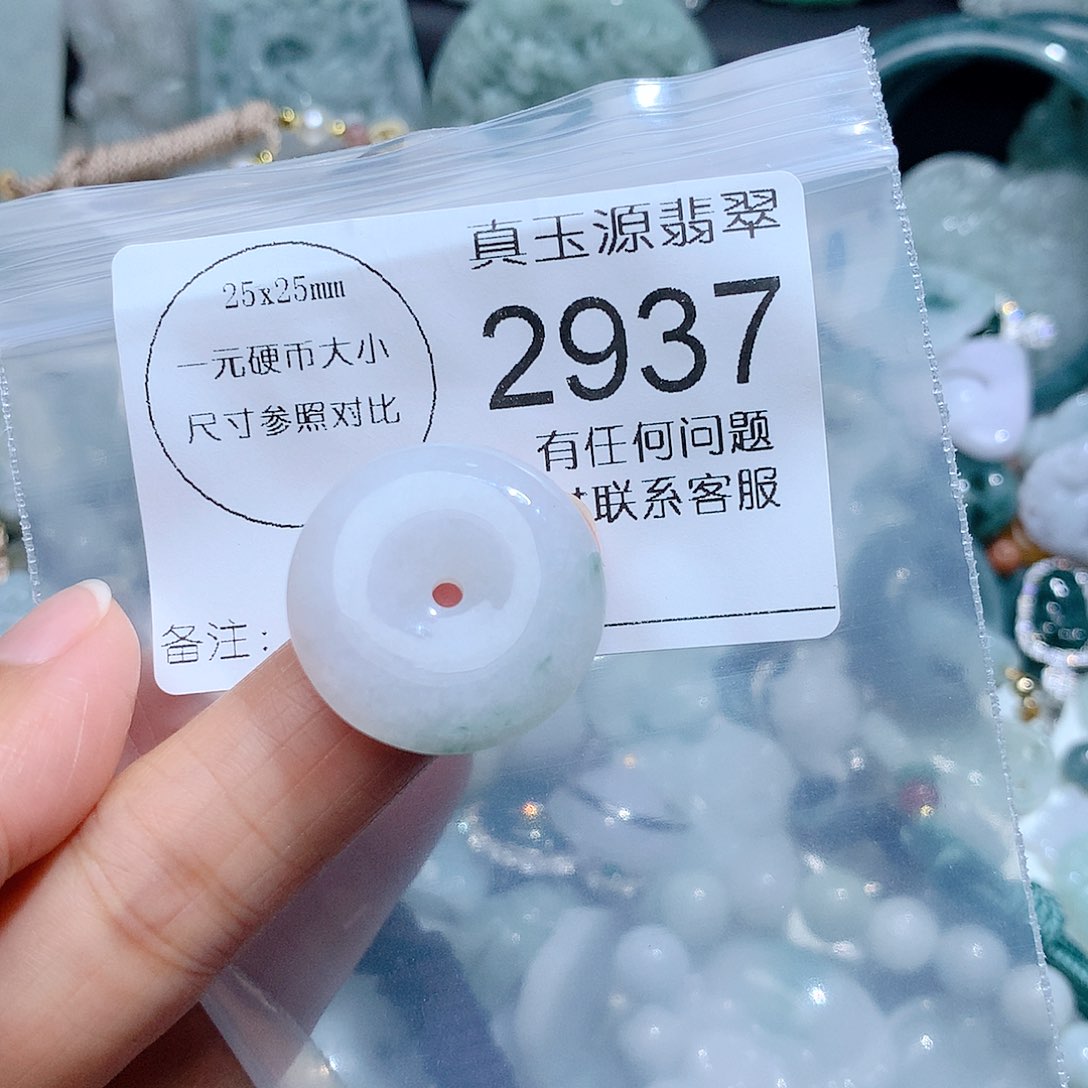 25x25mm
一元硬币大小
尺寸参照对比
真玉源翡翠
2937
有任何问题
联系客服
备注: